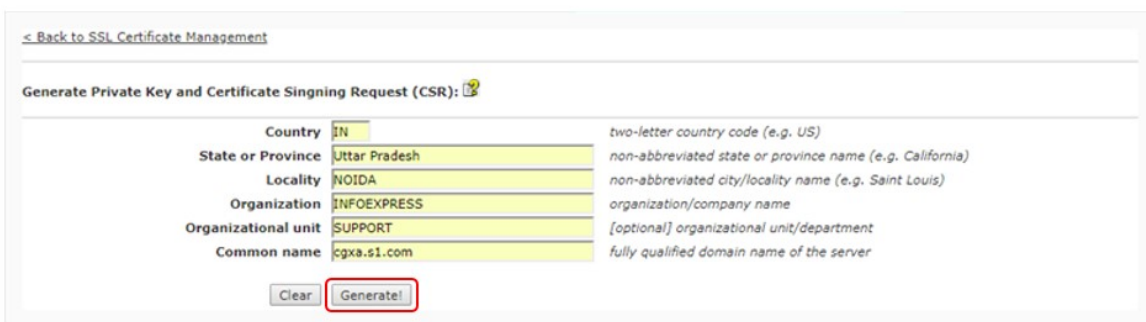 < Back to SSL Certificate Management
Generate Private Key and Certificate Singning Request (CSR):
Country IN two-letter country code (e.g. US)
State or Province Uttar Pradesh non-abbreviated state or province name (e.g. California)
Locality NOIDA non-abbreviated city/locality name (e.g. Saint Louis)
Organization INFOEXPRESS organization/company name
Organizational unit SUPPORT [optional] organizational unit/department
Common name cgxa.s1.com fully qualified domain name of the server
Clear Generate!